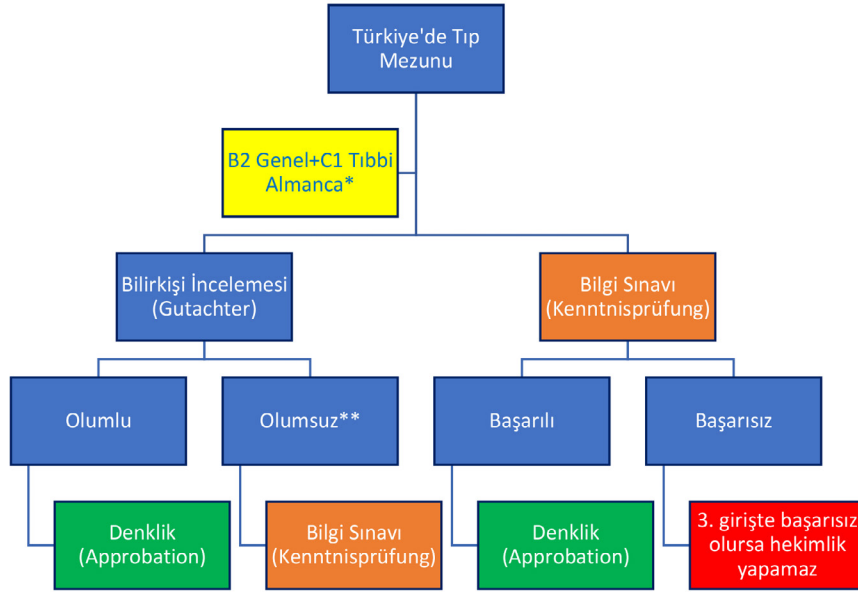 Türkiye'de Tıp
Mezunu
B2 Genel+C1 Tıbbi
Almanca*
Bilirkişi İncelemesi
(Gutachter)
Bilgi Sınavı
(Kenntnisprüfung)
Olumlu
Olumsuz**
Başarılı
Başarısız
Denklik
(Approbation)
Bilgi Sınavı
(Kenntnisprüfung)
Denklik
(Approbation)
3. girişte başarısız
olursa hekimlik
yapamaz